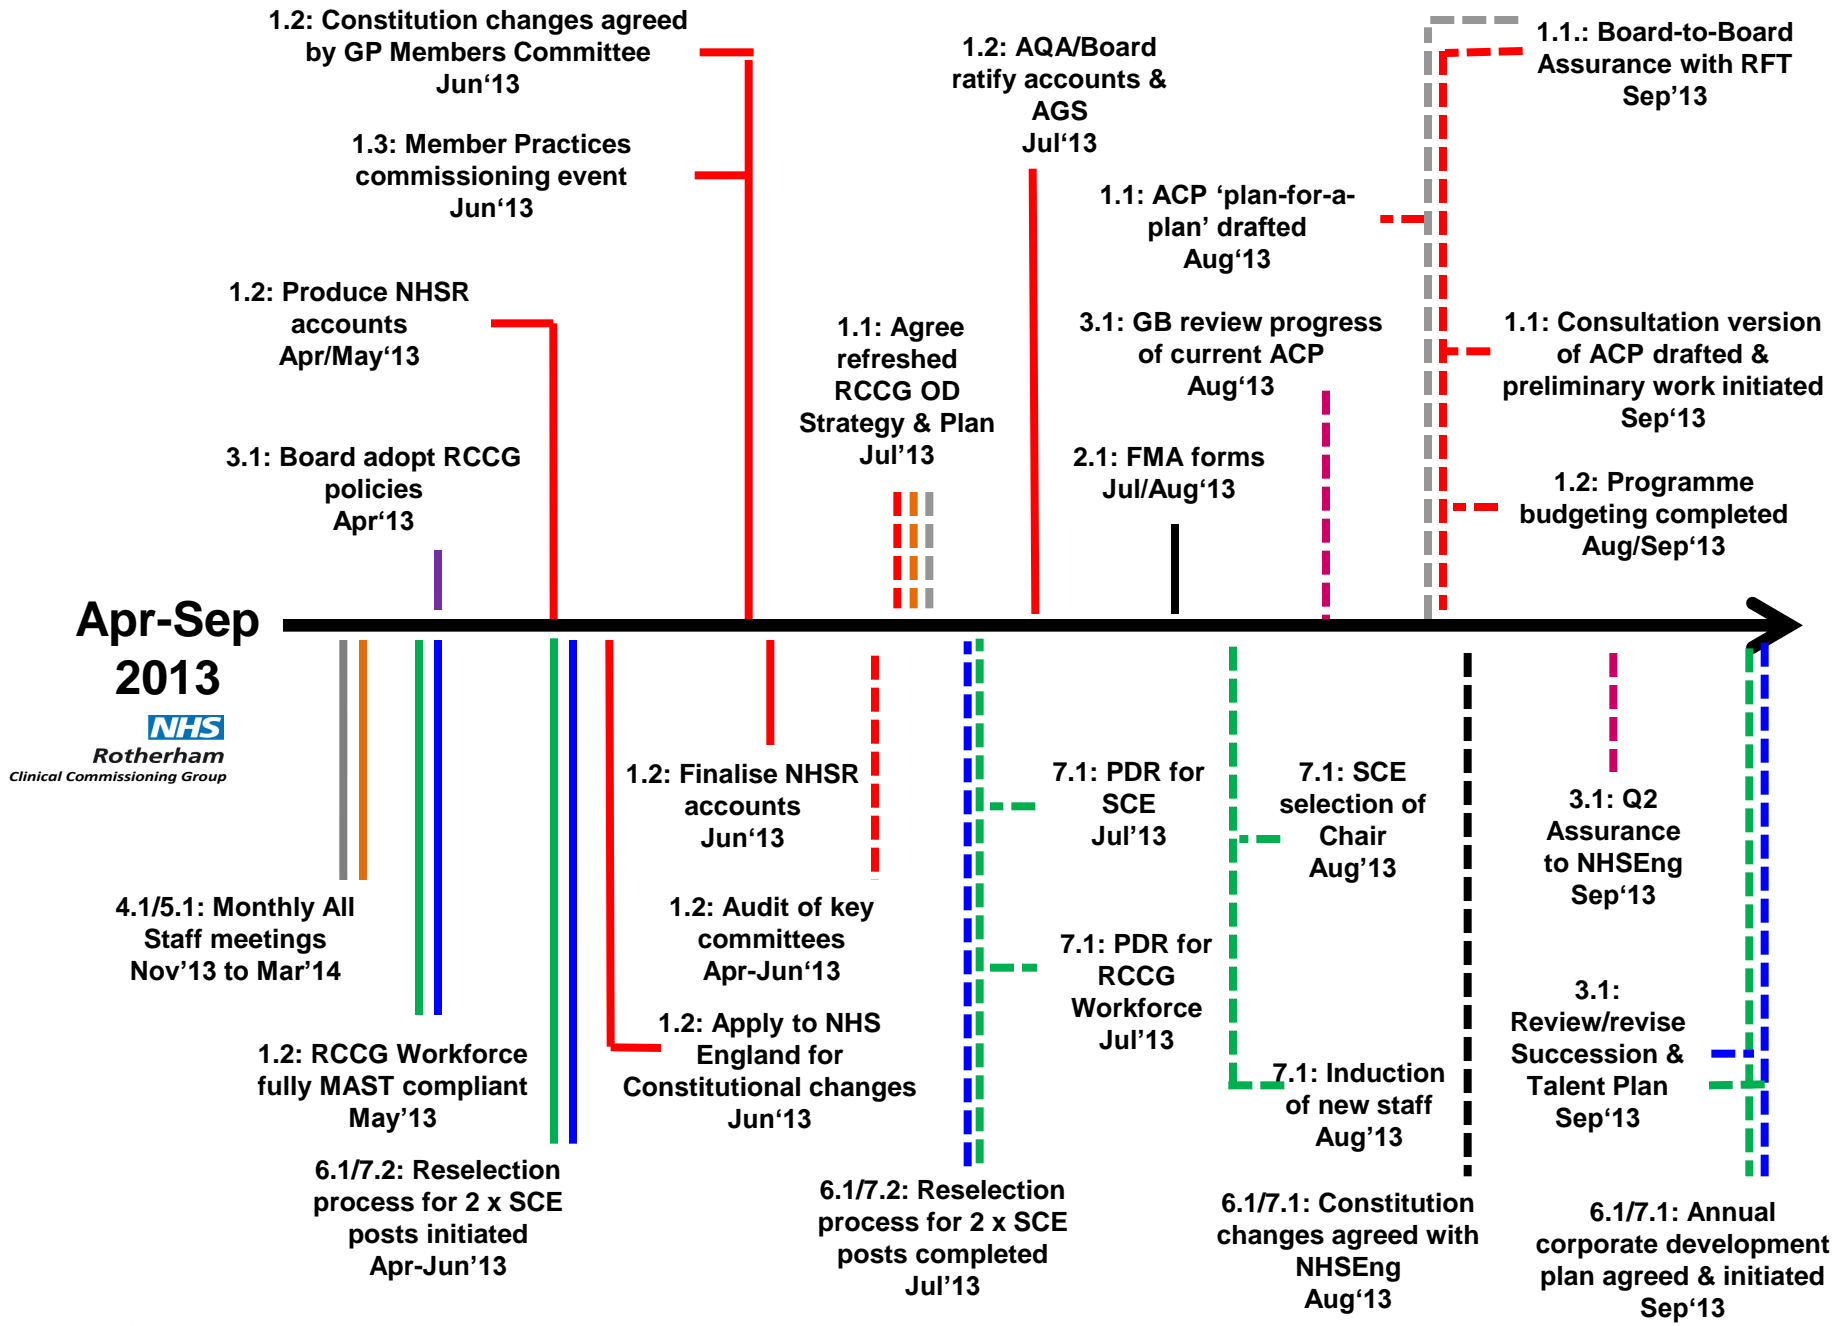 1.2: Constitution changes agreed
by GP Members Committee
Jun‘13
1.3: Member Practices
commissioning event
Jun‘13
1.2: Produce NHSR
accounts
Apr/May‘13
3.1: Board adopt RCCG
policies
Apr‘13
1.1: Agree
refreshed
RCCG OD
Strategy & Plan
Jul’13
1.2: AQA/Board
ratify accounts &
AGS
Jul‘13
1.1: ACP ‘plan-for-a-
plan’ drafted
Aug‘13
3.1: GB review progress
of current ACP
Aug‘13
2.1: FMA forms
Jul/Aug‘13
1.1.: Board-to-Board
Assurance with RFT
Sep’13
1.1: Consultation version
of ACP drafted &
preliminary work initiated
Sep‘13
1.2: Programme
budgeting completed
Aug/Sep‘13
Apr-Sep
2013
NHS
Rotherham
Clinical Commissioning Group
4.1/5.1: Monthly All
Staff meetings
Nov’13 to Mar’14
1.2: RCCG Workforce
fully MAST compliant
May’13
6.1/7.2: Reselection
process for 2 x SCE
posts initiated
Apr-Jun’13
1.2: Finalise NHSR
accounts
Jun‘13
1.2: Audit of key
committees
Apr-Jun‘13
1.2: Apply to NHS
England for
Constitutional changes
Jun‘13
7.1: PDR for
SCE
Jul’13
7.1: PDR for
RCCG
Workforce
Jul’13
6.1/7.2: Reselection
process for 2 x SCE
posts completed
Jul’13
7.1: SCE
selection of
Chair
Aug’13
7.1: Induction
of new staff
Aug’13
6.1/7.1: Constitution
changes agreed with
NHSEng
Aug‘13
3.1: Q2
Assurance
to NHSEng
Sep‘13
3.1:
Review/revise
Succession &
Talent Plan
Sep‘13
6.1/7.1: Annual
corporate development
plan agreed & initiated
Sep‘13